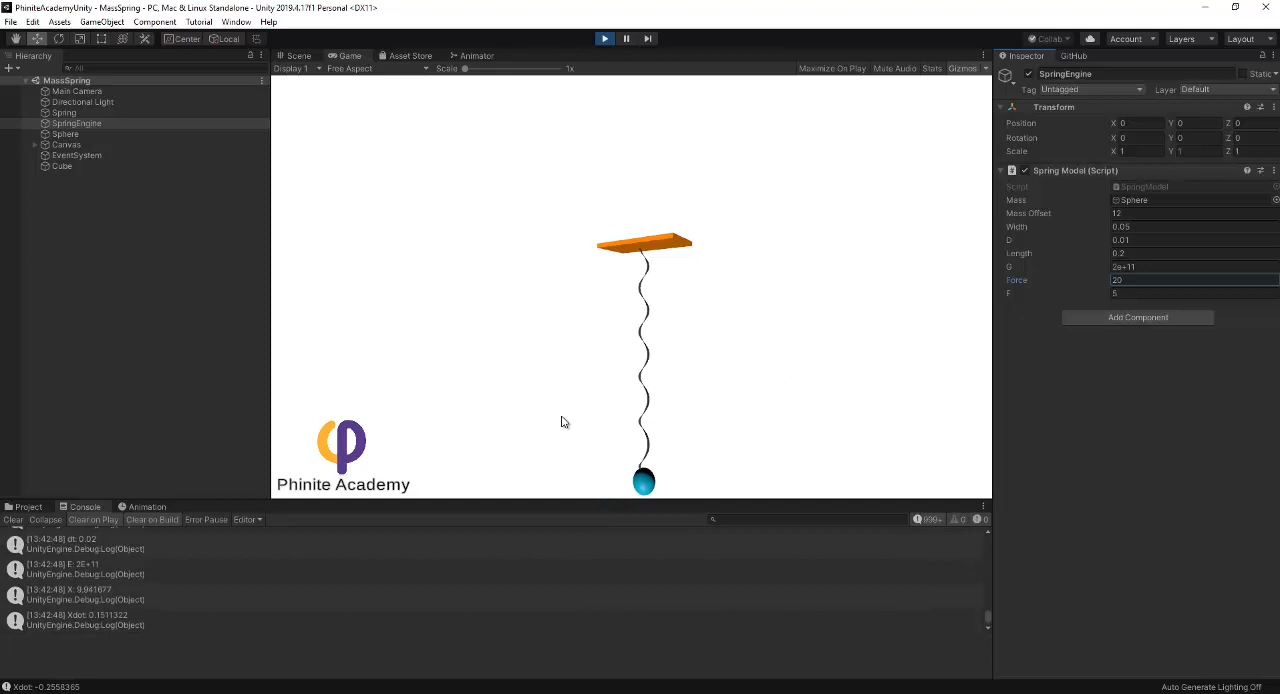 PhiniteAcademyUnity - MassSpring - PC, Mac & Linux Standalone - Unity 2019.4.17f1 Personal <DX11>
File Edit Assets GameObject Component Tutorial Window Help
Center Local Collab Account Layers Layout
Hierarchy
All
MassSpring
Main Camera
Directional Light
Spring
SpringEngine
Sphere
Canvas
EventSystem
Cube
Scene Game Asset Store Animator
Display 1 Free Aspect Scale 1x Maximize On Play Mute Audio Stats Gizmos
Phinite Academy
Inspector GitHub
SpringEngine Static
Tag Untagged Layer Default
Transform
Position X 0 Y 0 Z 0
Rotation X 0 Y 0 Z 0
Scale X 1 Y 1 Z 1
Spring Model (Script)
Script SpringModel
Mass Sphere
Mass Offset 12
Width 0.05
D 0.01
Length 0.2
G 2e+11
Force 20
F 5
Add Component
Project Console Animation
Clear Collapse Clear on Play Clear on Build Error Pause Editor 999+ 0 0
[13:42:48] dt: 0.02
UnityEngine.Debug:Log(Object)
[13:42:48] E: 2E+11
UnityEngine.Debug:Log(Object)
[13:42:48] X: 9.941677
UnityEngine.Debug:Log(Object)
[13:42:48] Xdot: 0.1511322
UnityEngine.Debug:Log(Object)
Xdot: -0.2558365 Auto Generate Lighting Off